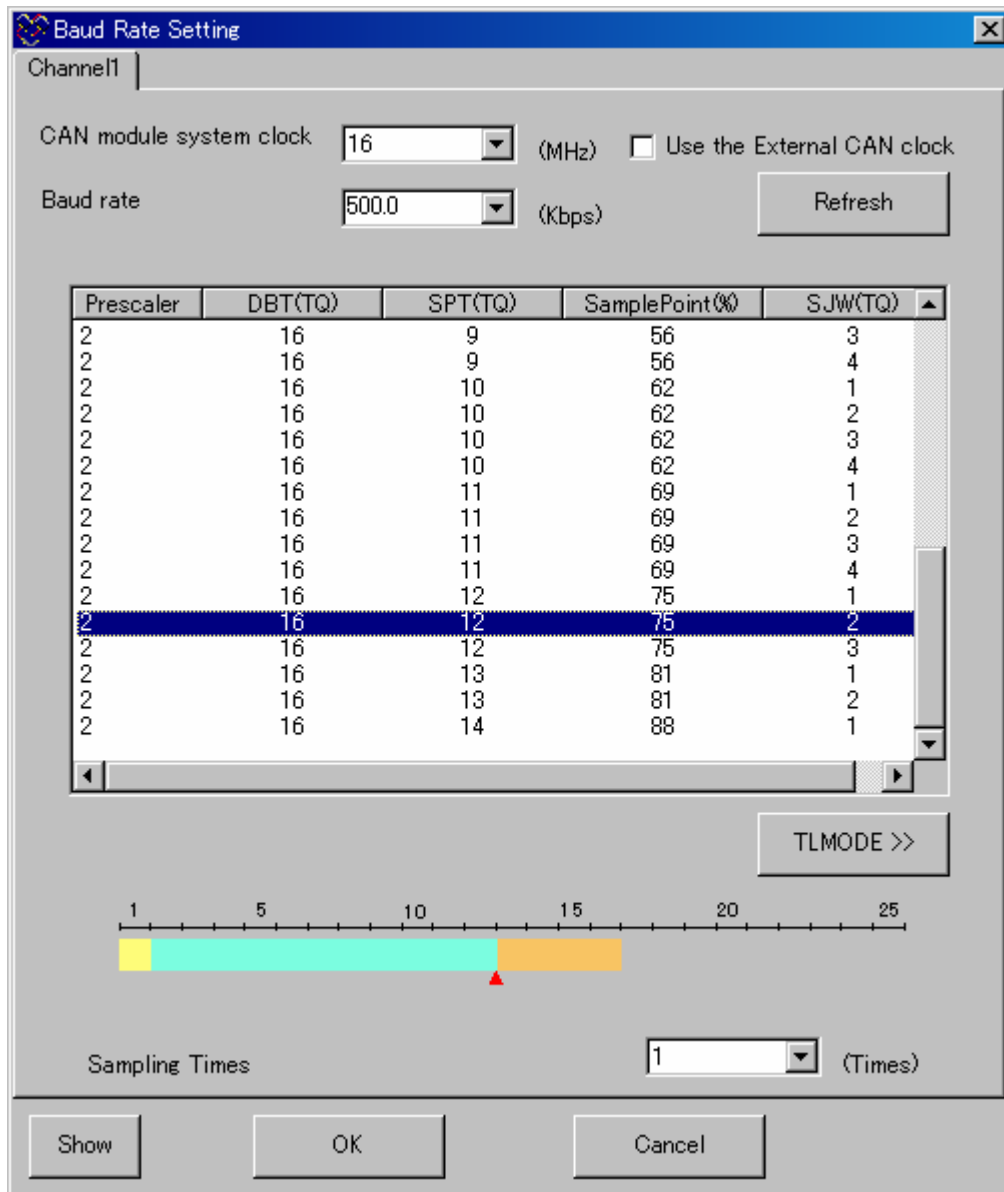 Baud Rate Setting
Channel1
CAN module system clock 16 (MHz) Use the External CAN clock
Baud rate 500.0 (Kbps) Refresh
Prescaler DBT(TQ) SPT(TQ) SamplePoint(%) SJW(TQ)
2 16 9 56 3
2 16 9 56 4
2 16 10 62 1
2 16 10 62 2
2 16 10 62 3
2 16 10 62 4
2 16 11 69 1
2 16 11 69 2
2 16 11 69 3
2 16 11 69 4
2 16 12 75 1
2 16 12 75 2
2 16 12 75 3
2 16 13 81 1
2 16 13 81 2
2 16 14 88 1
TLMODE >>
1 5 10 15 20 25
Sampling Times 1 (Times)
Show OK Cancel